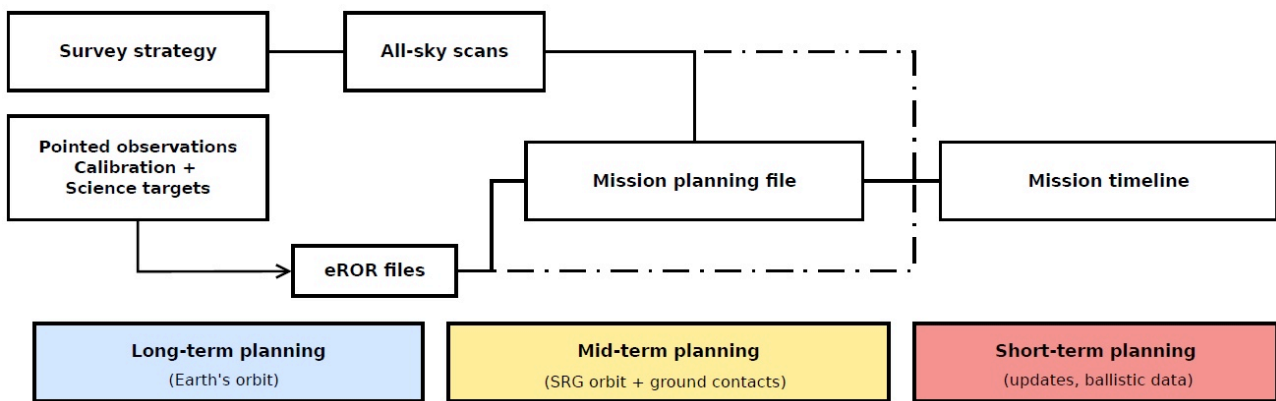 Survey strategy
All-sky scans
Pointed observations
Calibration +
Science targets
Mission planning file
Mission timeline
eROR files
Long-term planning
(Earth's orbit)
Mid-term planning
(SRG orbit + ground contacts)
Short-term planning
(updates, ballistic data)